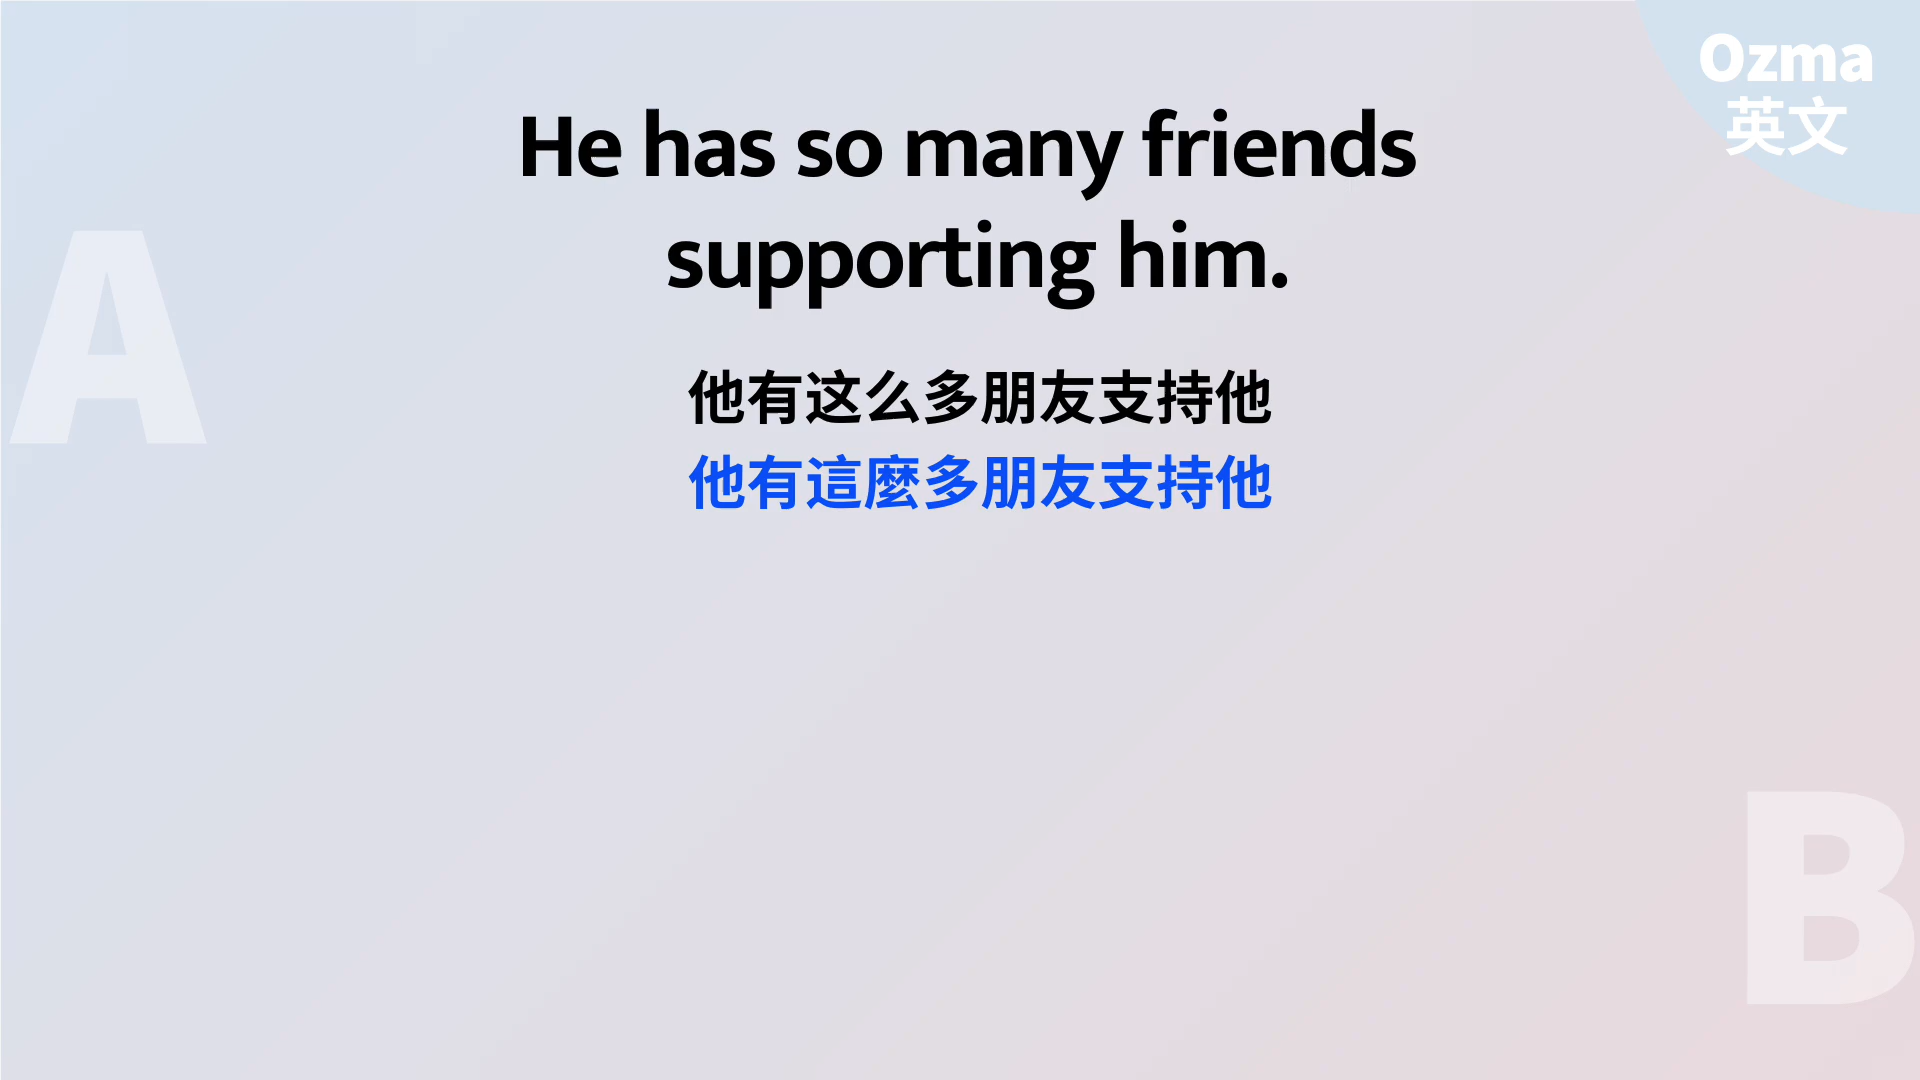 Ozma
英文
He has so many friends
supporting him.
他有这么多朋友支持他
他有這麼多朋友支持他
A
B